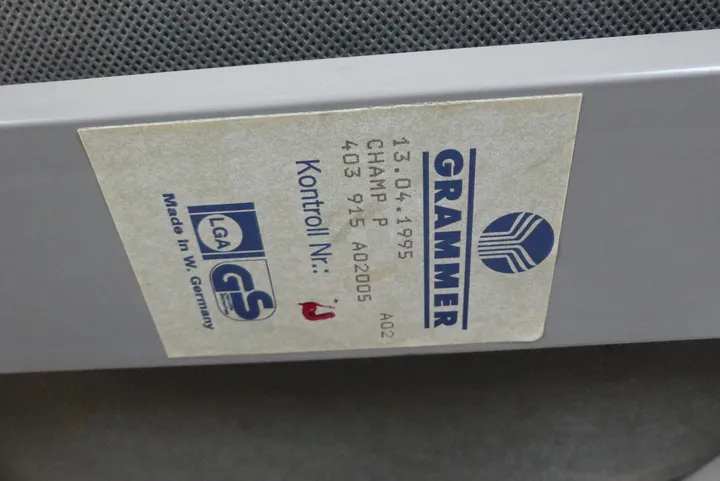 GRAMMER
13.04.1995
CHAMP P A02
403 915 A02005
Kontroll Nr.:
LGA
GS
Made in W. Germany